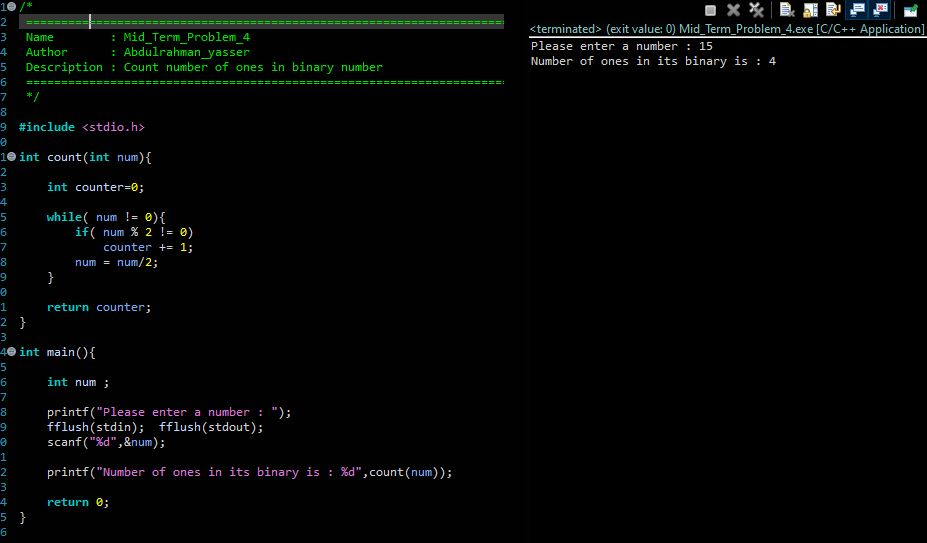 1 /*
2 ====================================================================
3 Name : Mid_Term_Problem_4
4 Author : Abdulrahman_yasser
5 Description : Count number of ones in binary number
6 ====================================================================
7 */
8
9 #include <stdio.h>
0
1 int count(int num){
2
3 int counter=0;
4
5 while( num != 0){
6 if( num % 2 != 0)
7 counter += 1;
8 num = num/2;
9 }
0
1 return counter;
2 }
3
4 int main(){
5
6 int num ;
7
8 printf("Please enter a number : ");
9 fflush(stdin); fflush(stdout);
0 scanf("%d",&num);
1
2 printf("Number of ones in its binary is : %d",count(num));
3
4 return 0;
5 }
6
<terminated> (exit value: 0) Mid_Term_Problem_4.exe [C/C++ Application]
Please enter a number : 15
Number of ones in its binary is : 4